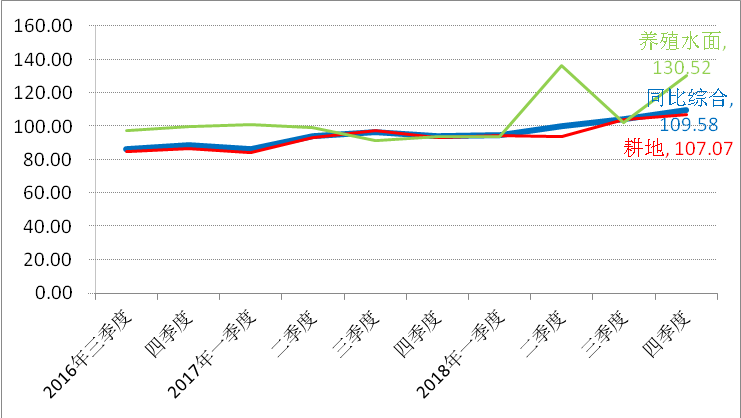 160.00
140.00
120.00
100.00
80.00
60.00
40.00
20.00
0.00
养殖水面,
130.52
同比综合,
109.58
耕地, 107.07
2016年三季度
四季度
2017年一季度
二季度
三季度
四季度
2018年一季度
二季度
三季度
四季度